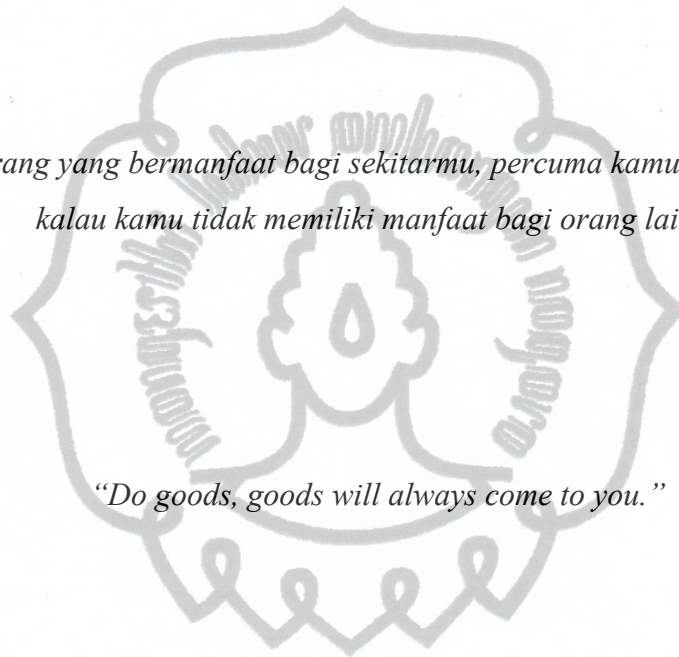 rang yang bermanfaat bagi sekitarmu, percuma kamu
kalau kamu tidak memiliki manfaat bagi orang lai
“Do goods, goods will always come to you.”